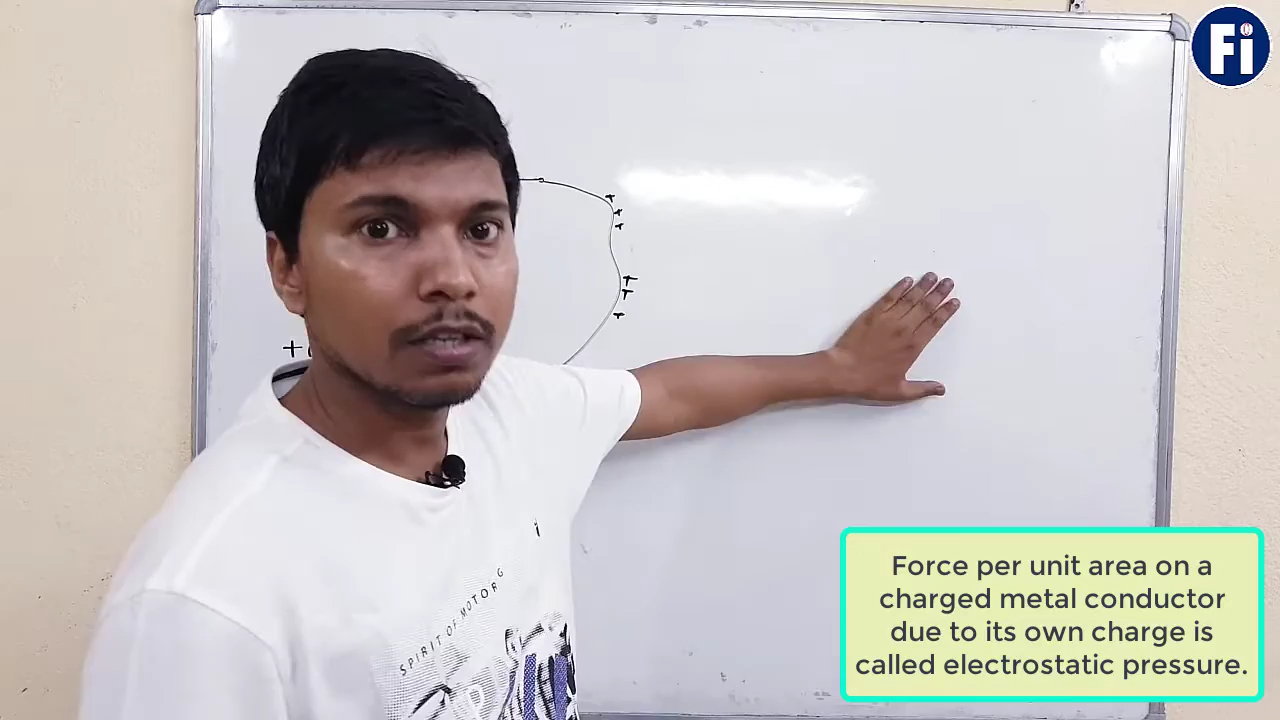 Fi
+
+
+
+
+
+
+
SPIRIT OF MOTORG
Force per unit area on a
charged metal conductor
due to its own charge is
called electrostatic pressure.